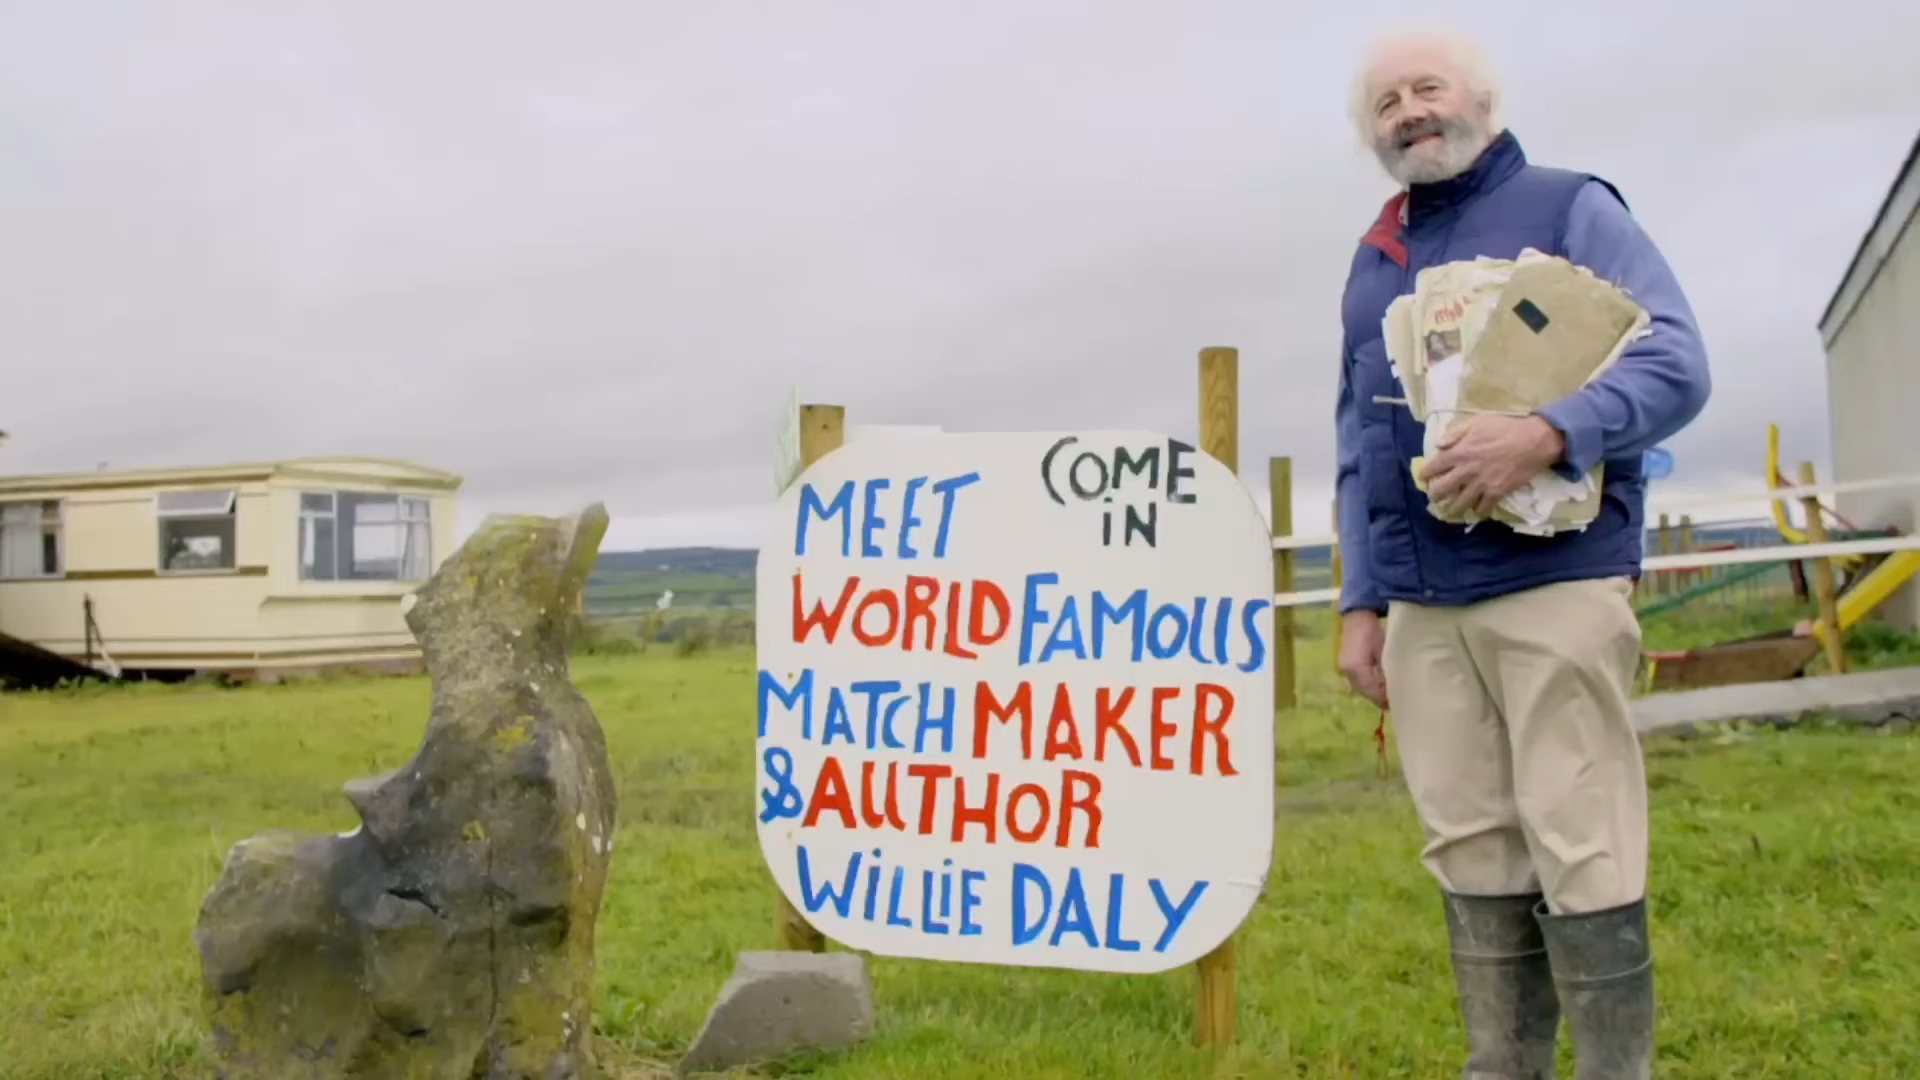 COME
IN
MEET
WORLD FAMOUS
MATCH MAKER
& AUTHOR
WiLLiE DALY